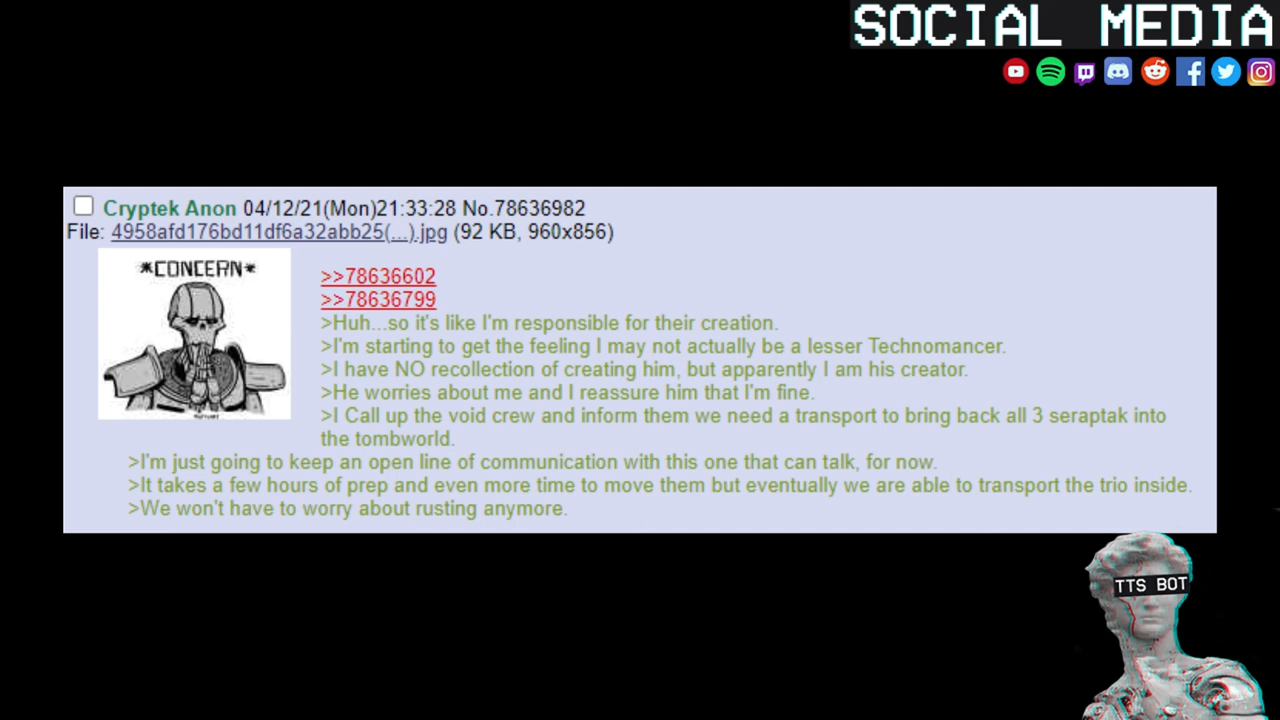 SOCIAL MEDIA
Cryptek Anon 04/12/21(Mon)21:33:28 No.78636982
File: 4958afd176bd11df6a32abb25(...).jpg (92 KB, 960x856)
*CONCERN*
>>78636602
>>78636799
>Huh...so it's like I'm responsible for their creation.
>I'm starting to get the feeling I may not actually be a lesser Technomancer.
>I have NO recollection of creating him, but apparently I am his creator.
>He worries about me and I reassure him that I'm fine.
>I Call up the void crew and inform them we need a transport to bring back all 3 seraptak into
the tombworld.
>I'm just going to keep an open line of communication with this one that can talk, for now.
>It takes a few hours of prep and even more time to move them but eventually we are able to transport the trio inside.
>We won't have to worry about rusting anymore.
TTS BOT